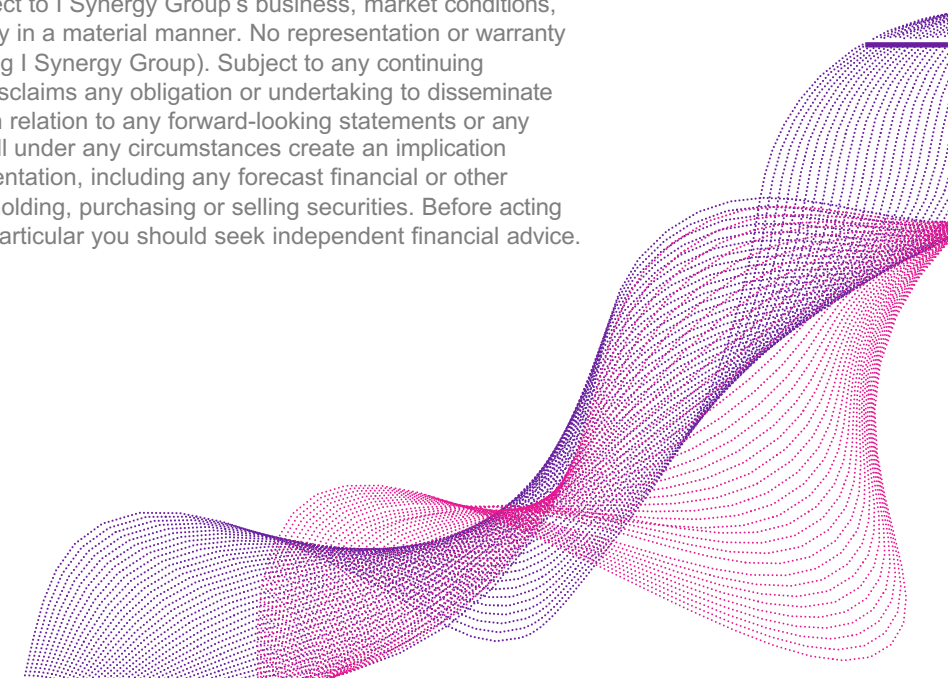 ect to I Synergy Group's business, market conditions,
y in a material manner. No representation or warranty
g I Synergy Group). Subject to any continuing
sclaims any obligation or undertaking to disseminate
n relation to any forward-looking statements or any
ll under any circumstances create an implication
entation, including any forecast financial or other
olding, purchasing or selling securities. Before acting
articular you should seek independent financial advice.